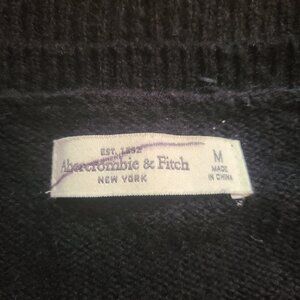 EST. 1892
Abercrombie & Fitch
NEW YORK
M
MADE
IN CHINA